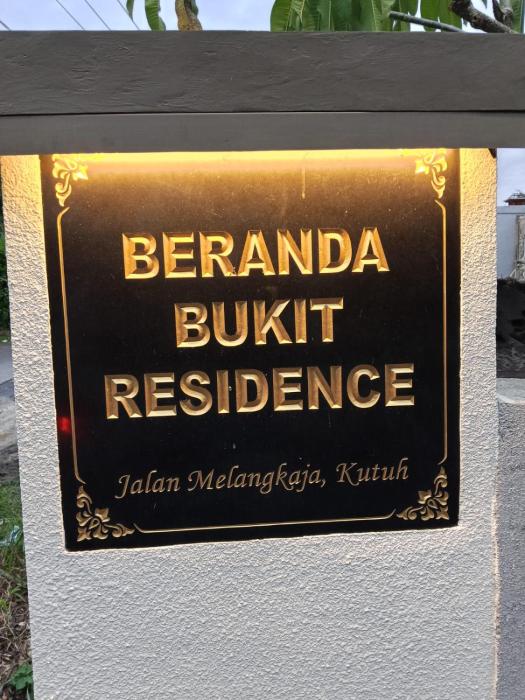 BERANDA
BUKIT
RESIDENCE
Jalan Melangkaja, Kutuh